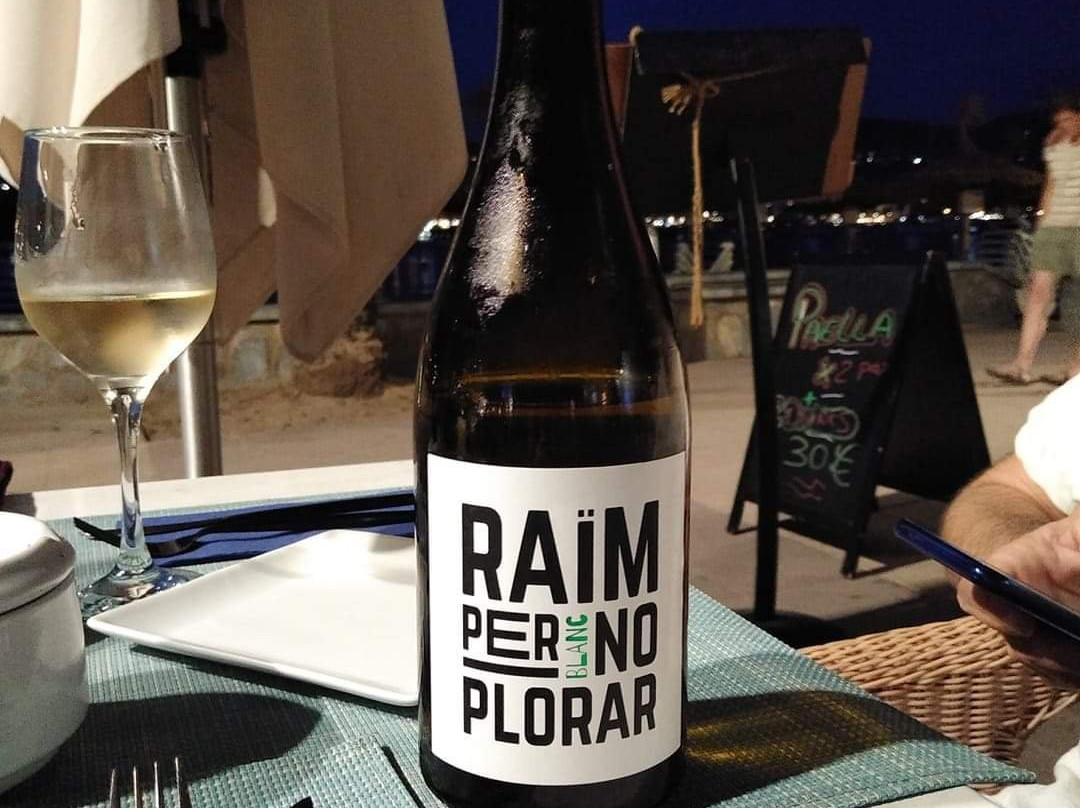 RAÏM
PER BLANC NO
PLORAR
PAELLA
30€